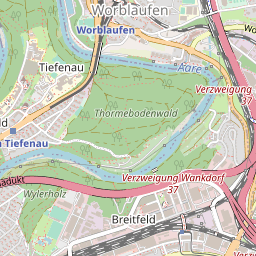 Worblaufen
Worblaufen
Tiefenau
Aare
Verzweigung
37
Thormebodenwald
Tiefenau
Verzweigung Wankdorf
37
Wylerholz
Breitfeld